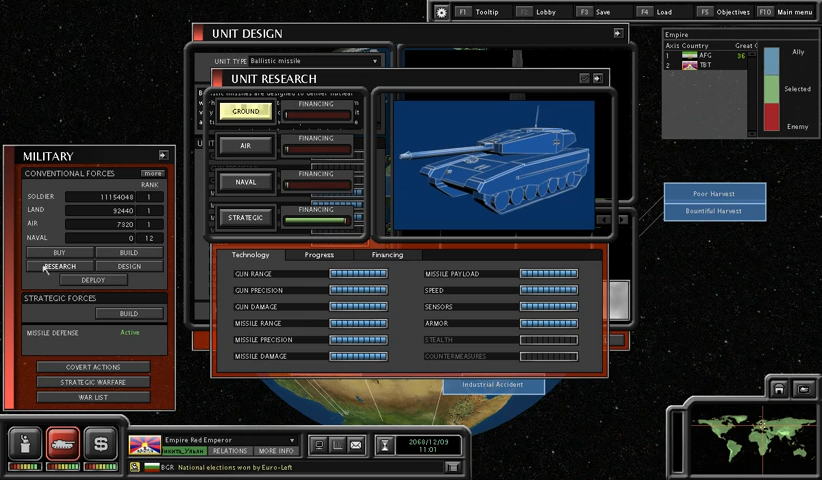 F1 Tooltip F2 Lobby F3 Save F4 Load F5 Objectives F10 Main menu
UNIT DESIGN
UNIT TYPE Ballistic missile
Empire
Axis Country Great
1 AFG 36
2 TBT
Ally
Selected
Enemy
UNIT RESEARCH
GROUND FINANCING
AIR FINANCING
NAVAL FINANCING
STRATEGIC FINANCING
MILITARY
CONVENTIONAL FORCES more
RANK
SOLDIER 11154048 1
LAND 92440 1
AIR 7320 1
NAVAL 0 12
BUY BUILD
RESEARCH DESIGN
DEPLOY
STRATEGIC FORCES
BUILD
MISSILE DEFENSE Active
COVERT ACTIONS
STRATEGIC WARFARE
WAR LIST
Poor Harvest
Bountiful Harvest
Technology Progress Financing
GUN RANGE MISSILE PAYLOAD
GUN PRECISION SPEED
GUN DAMAGE SENSORS
MISSILE RANGE ARMOR
MISSILE PRECISION STEALTH
MISSILE DAMAGE COUNTERMEASURES
Industrial Accident
Empire Red Emperor
RELATIONS MORE INFO
2068/12/09
11:01
BGR National elections won by Euro-Left